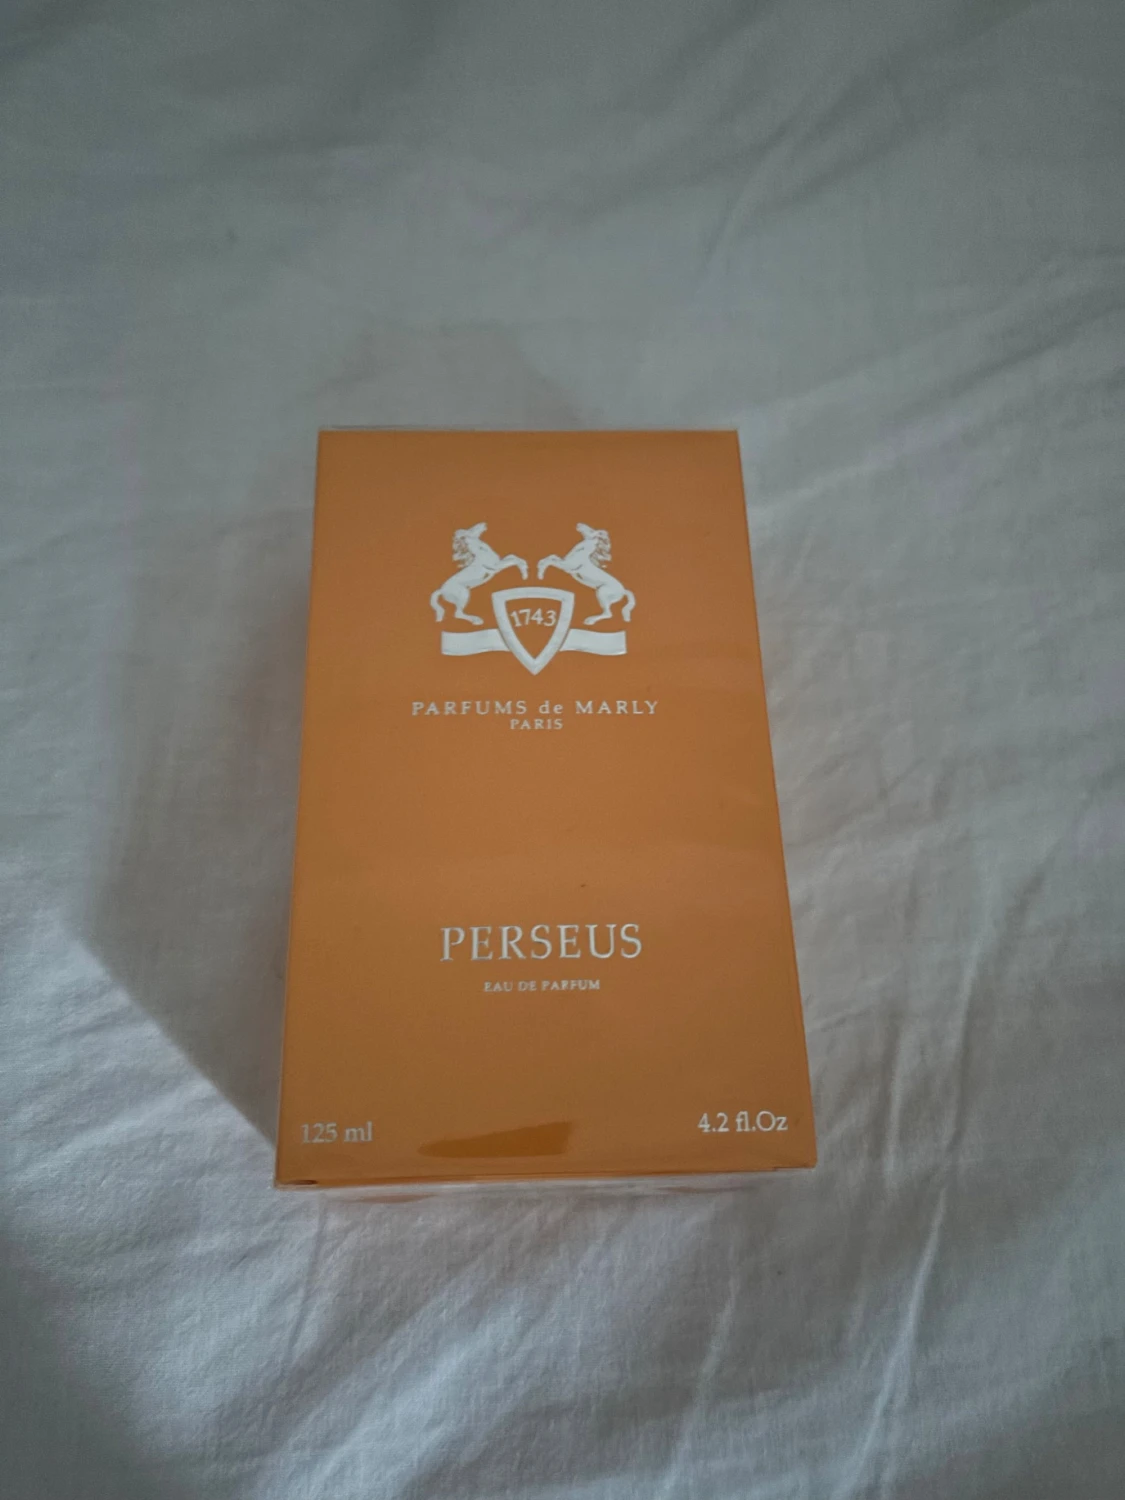 1743
PARFUMS de MARLY
PARIS
PERSEUS
EAU DE PARFUM
125 ml
4.2 fl.Oz